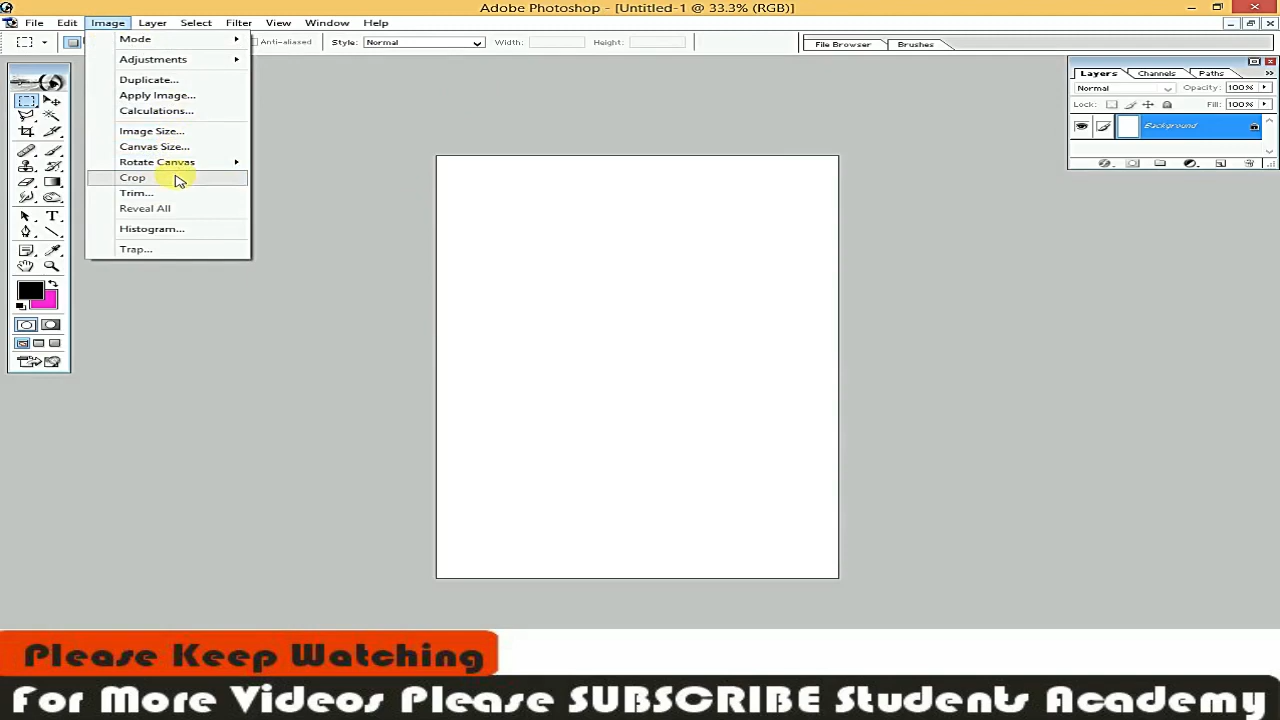 Adobe Photoshop - [Untitled-1 @ 33.3% (RGB)]
File Edit Image Layer Select Filter View Window Help
Anti-aliased Style: Normal Width: Height: File Browser Brushes
Mode
Adjustments
Duplicate...
Apply Image...
Calculations...
Image Size...
Canvas Size...
Rotate Canvas
Crop
Trim...
Reveal All
Histogram...
Trap...
Layers Channels Paths
Normal Opacity: 100%
Lock: Fill: 100%
Background
Please Keep Watching
For More Videos Please SUBSCRIBE Students Academy